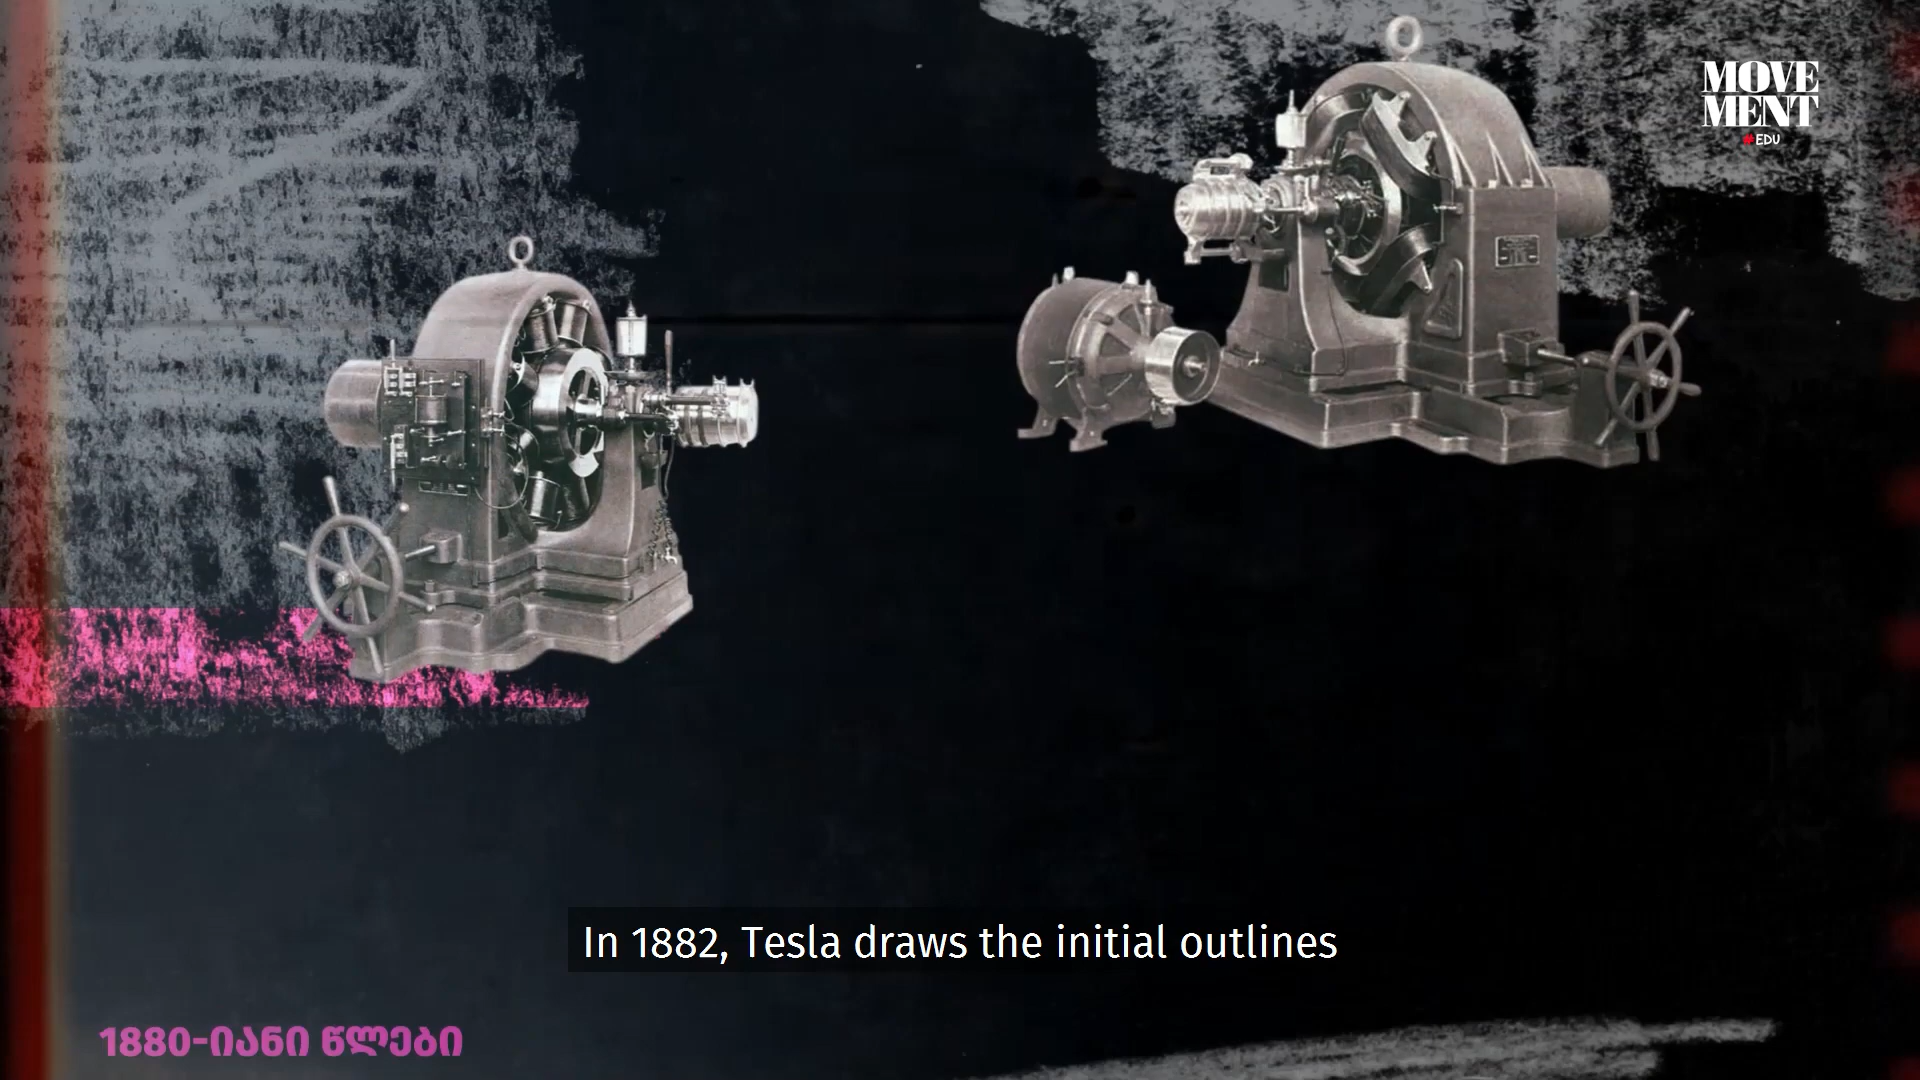 MOVE
MENT
#EDU
In 1882, Tesla draws the initial outlines
1880-ᲘᲐᲜᲘ ᲬᲚᲔᲑᲘ